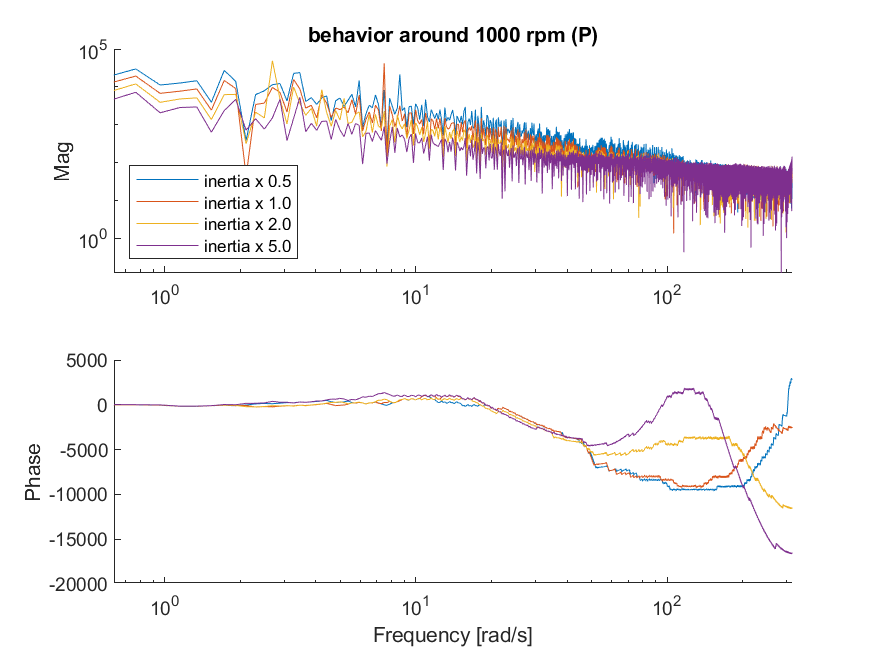 behavior around 1000 rpm (P)
10^5
Mag
10^0
inertia x 0.5
inertia x 1.0
inertia x 2.0
inertia x 5.0
10^0 10^1 10^2
5000
0
-5000
Phase
-10000
-15000
-20000
10^0 10^1 10^2
Frequency [rad/s]